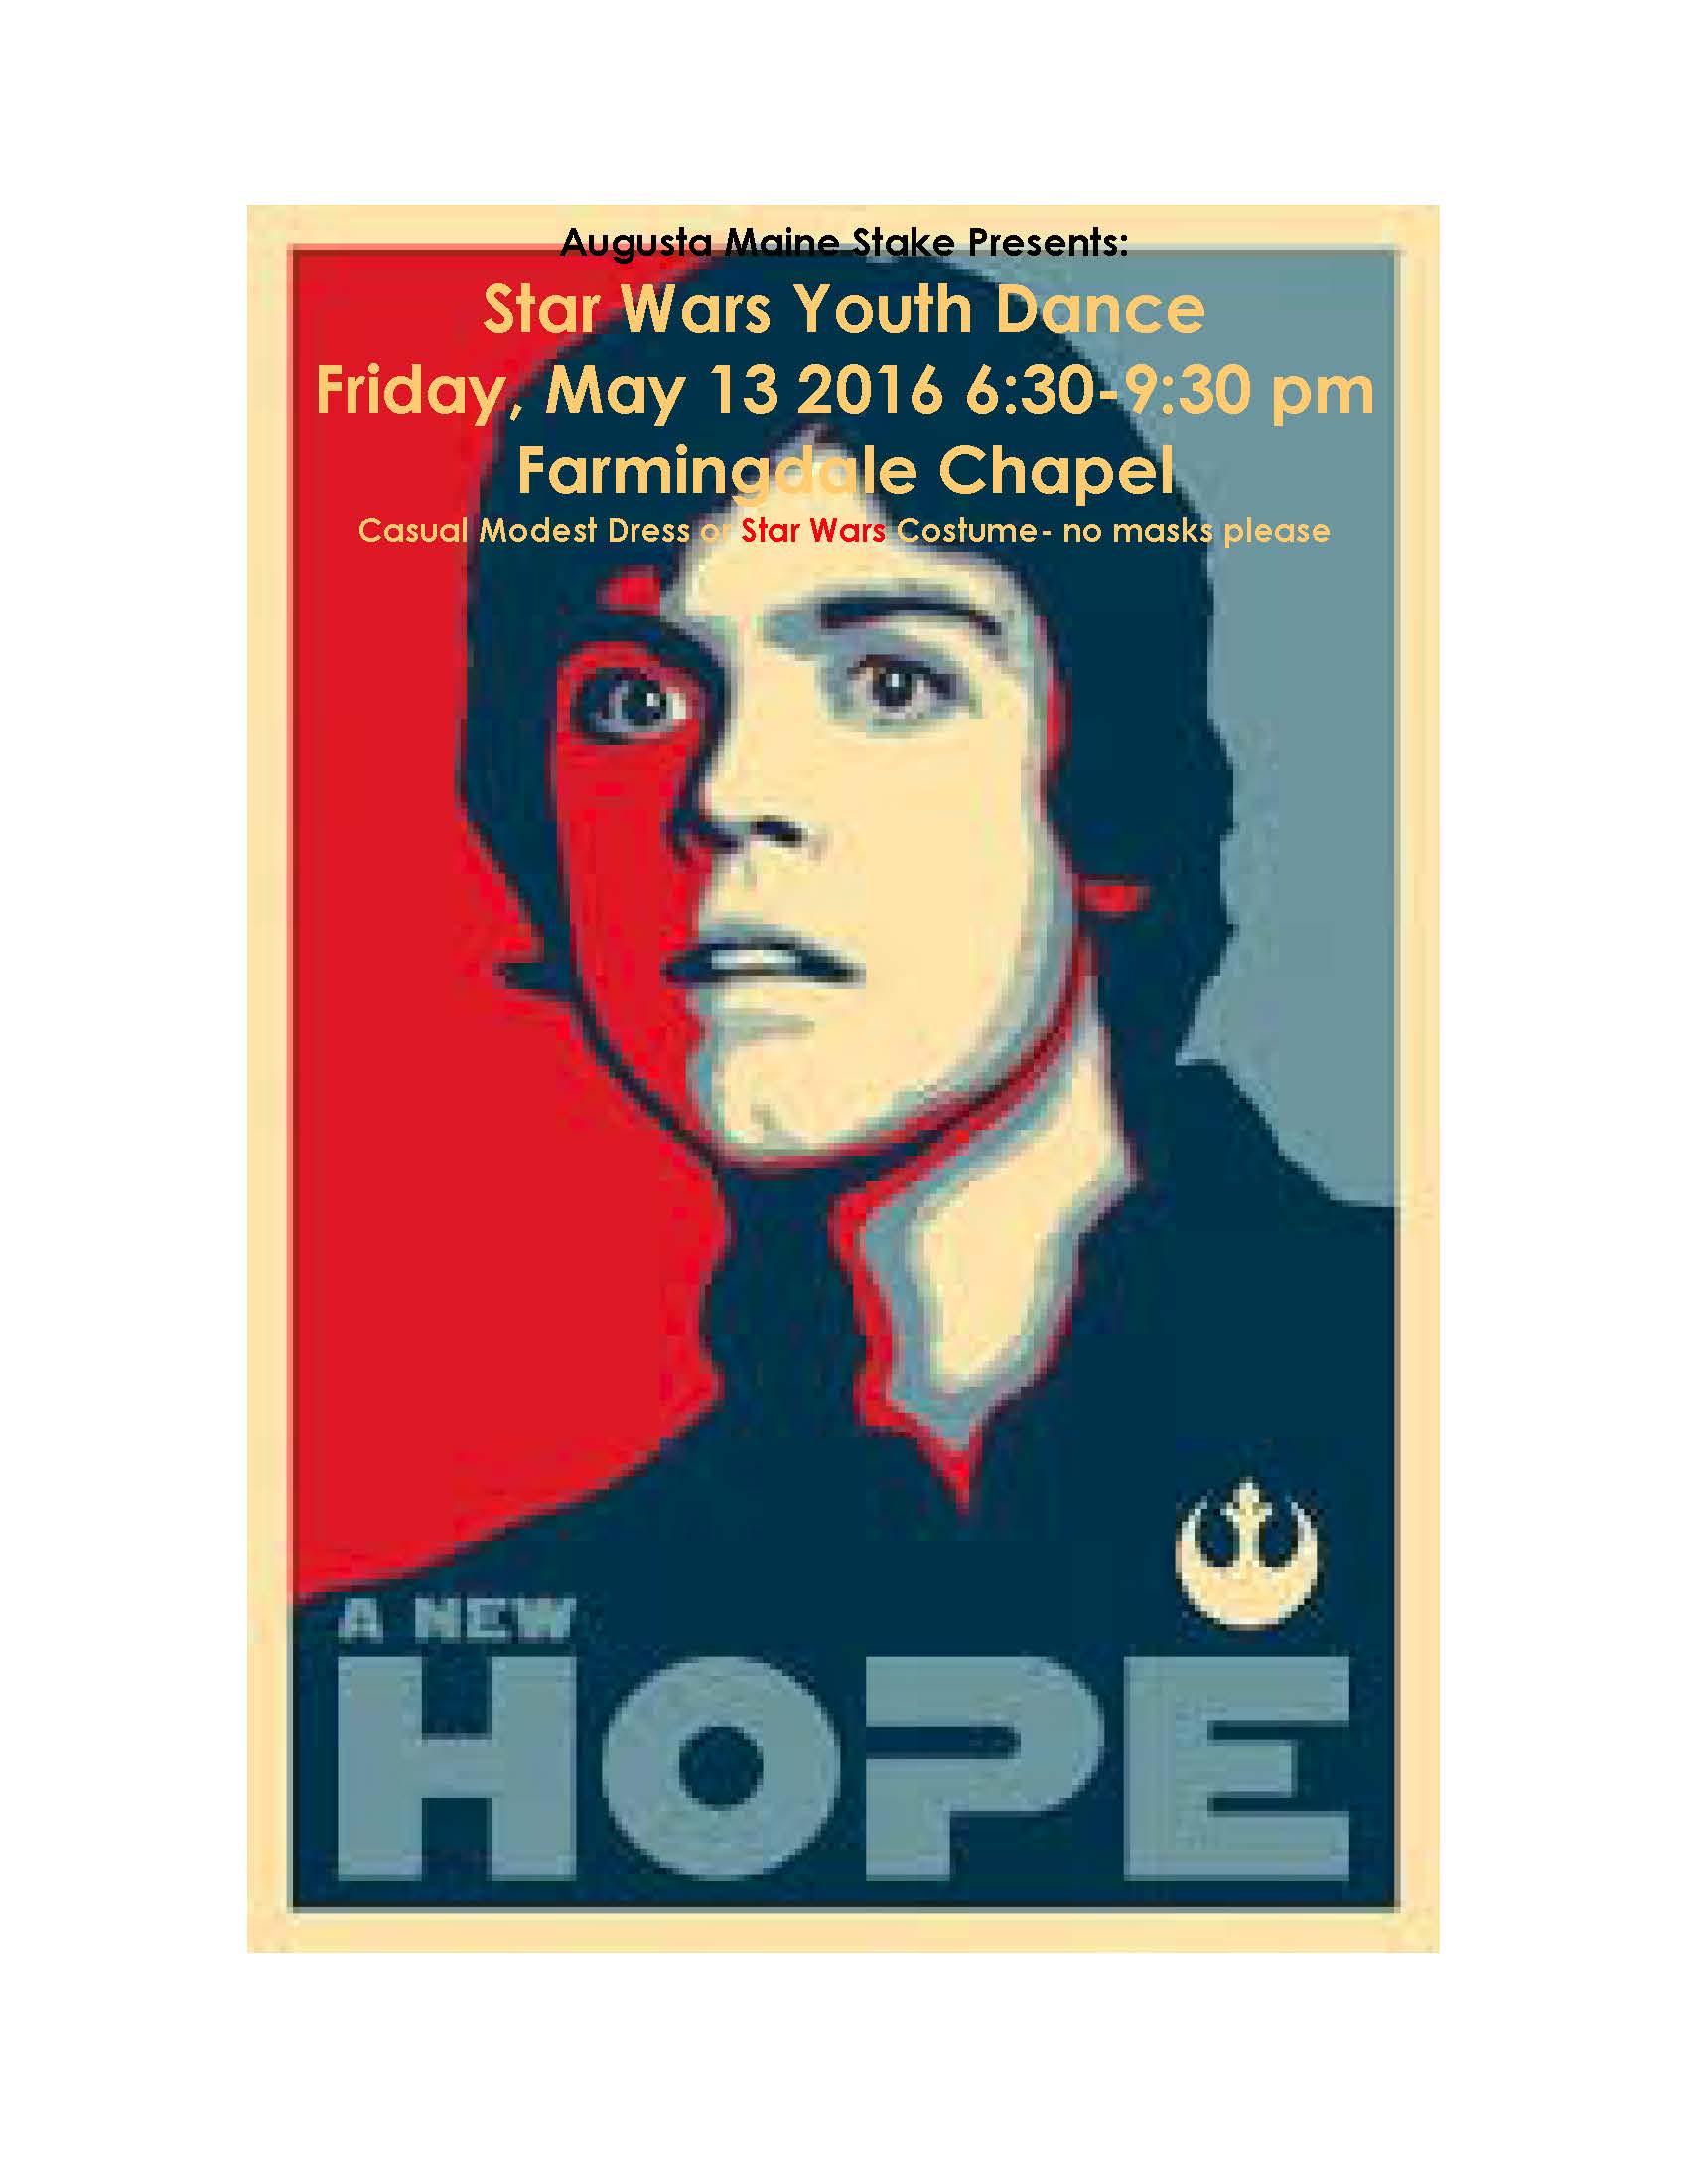 Augusta Maine Stake Presents:
Star Wars Youth Dance
Friday, May 13 2016 6:30-9:30 pm
Farmingdale Chapel
Casual Modest Dress or Star Wars Costume- no masks please
A NEW
HOPE